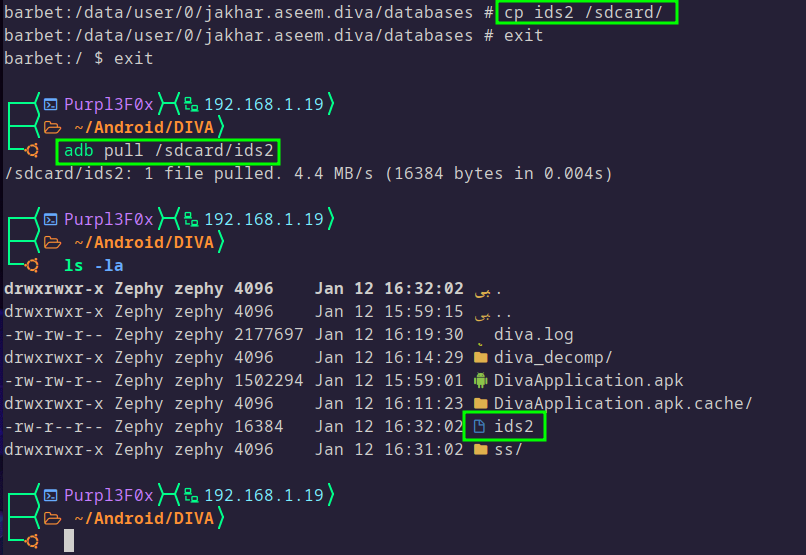 barbet:/data/user/0/jakhar.aseem.diva/databases # cp ids2 /sdcard/
barbet:/data/user/0/jakhar.aseem.diva/databases # exit
barbet:/ $ exit
Purpl3F0x 192.168.1.19
~/Android/DIVA
adb pull /sdcard/ids2
/sdcard/ids2: 1 file pulled. 4.4 MB/s (16384 bytes in 0.004s)
Purpl3F0x 192.168.1.19
~/Android/DIVA
ls -la
drwxrwxr-x Zephy zephy 4096 Jan 12 16:32:02 .
drwxrwxr-x Zephy zephy 4096 Jan 12 15:59:15 ..
-rw-rw-r-- Zephy zephy 2177697 Jan 12 16:19:30 diva.log
drwxrwxr-x Zephy zephy 4096 Jan 12 16:14:29 diva_decomp/
-rw-rw-r-- Zephy zephy 1502294 Jan 12 15:59:01 DivaApplication.apk
drwxrwxr-x Zephy zephy 4096 Jan 12 16:11:23 DivaApplication.apk.cache/
-rw-r--r-- Zephy zephy 16384 Jan 12 16:32:02 ids2
drwxrwxr-x Zephy zephy 4096 Jan 12 16:31:02 ss/
Purpl3F0x 192.168.1.19
~/Android/DIVA